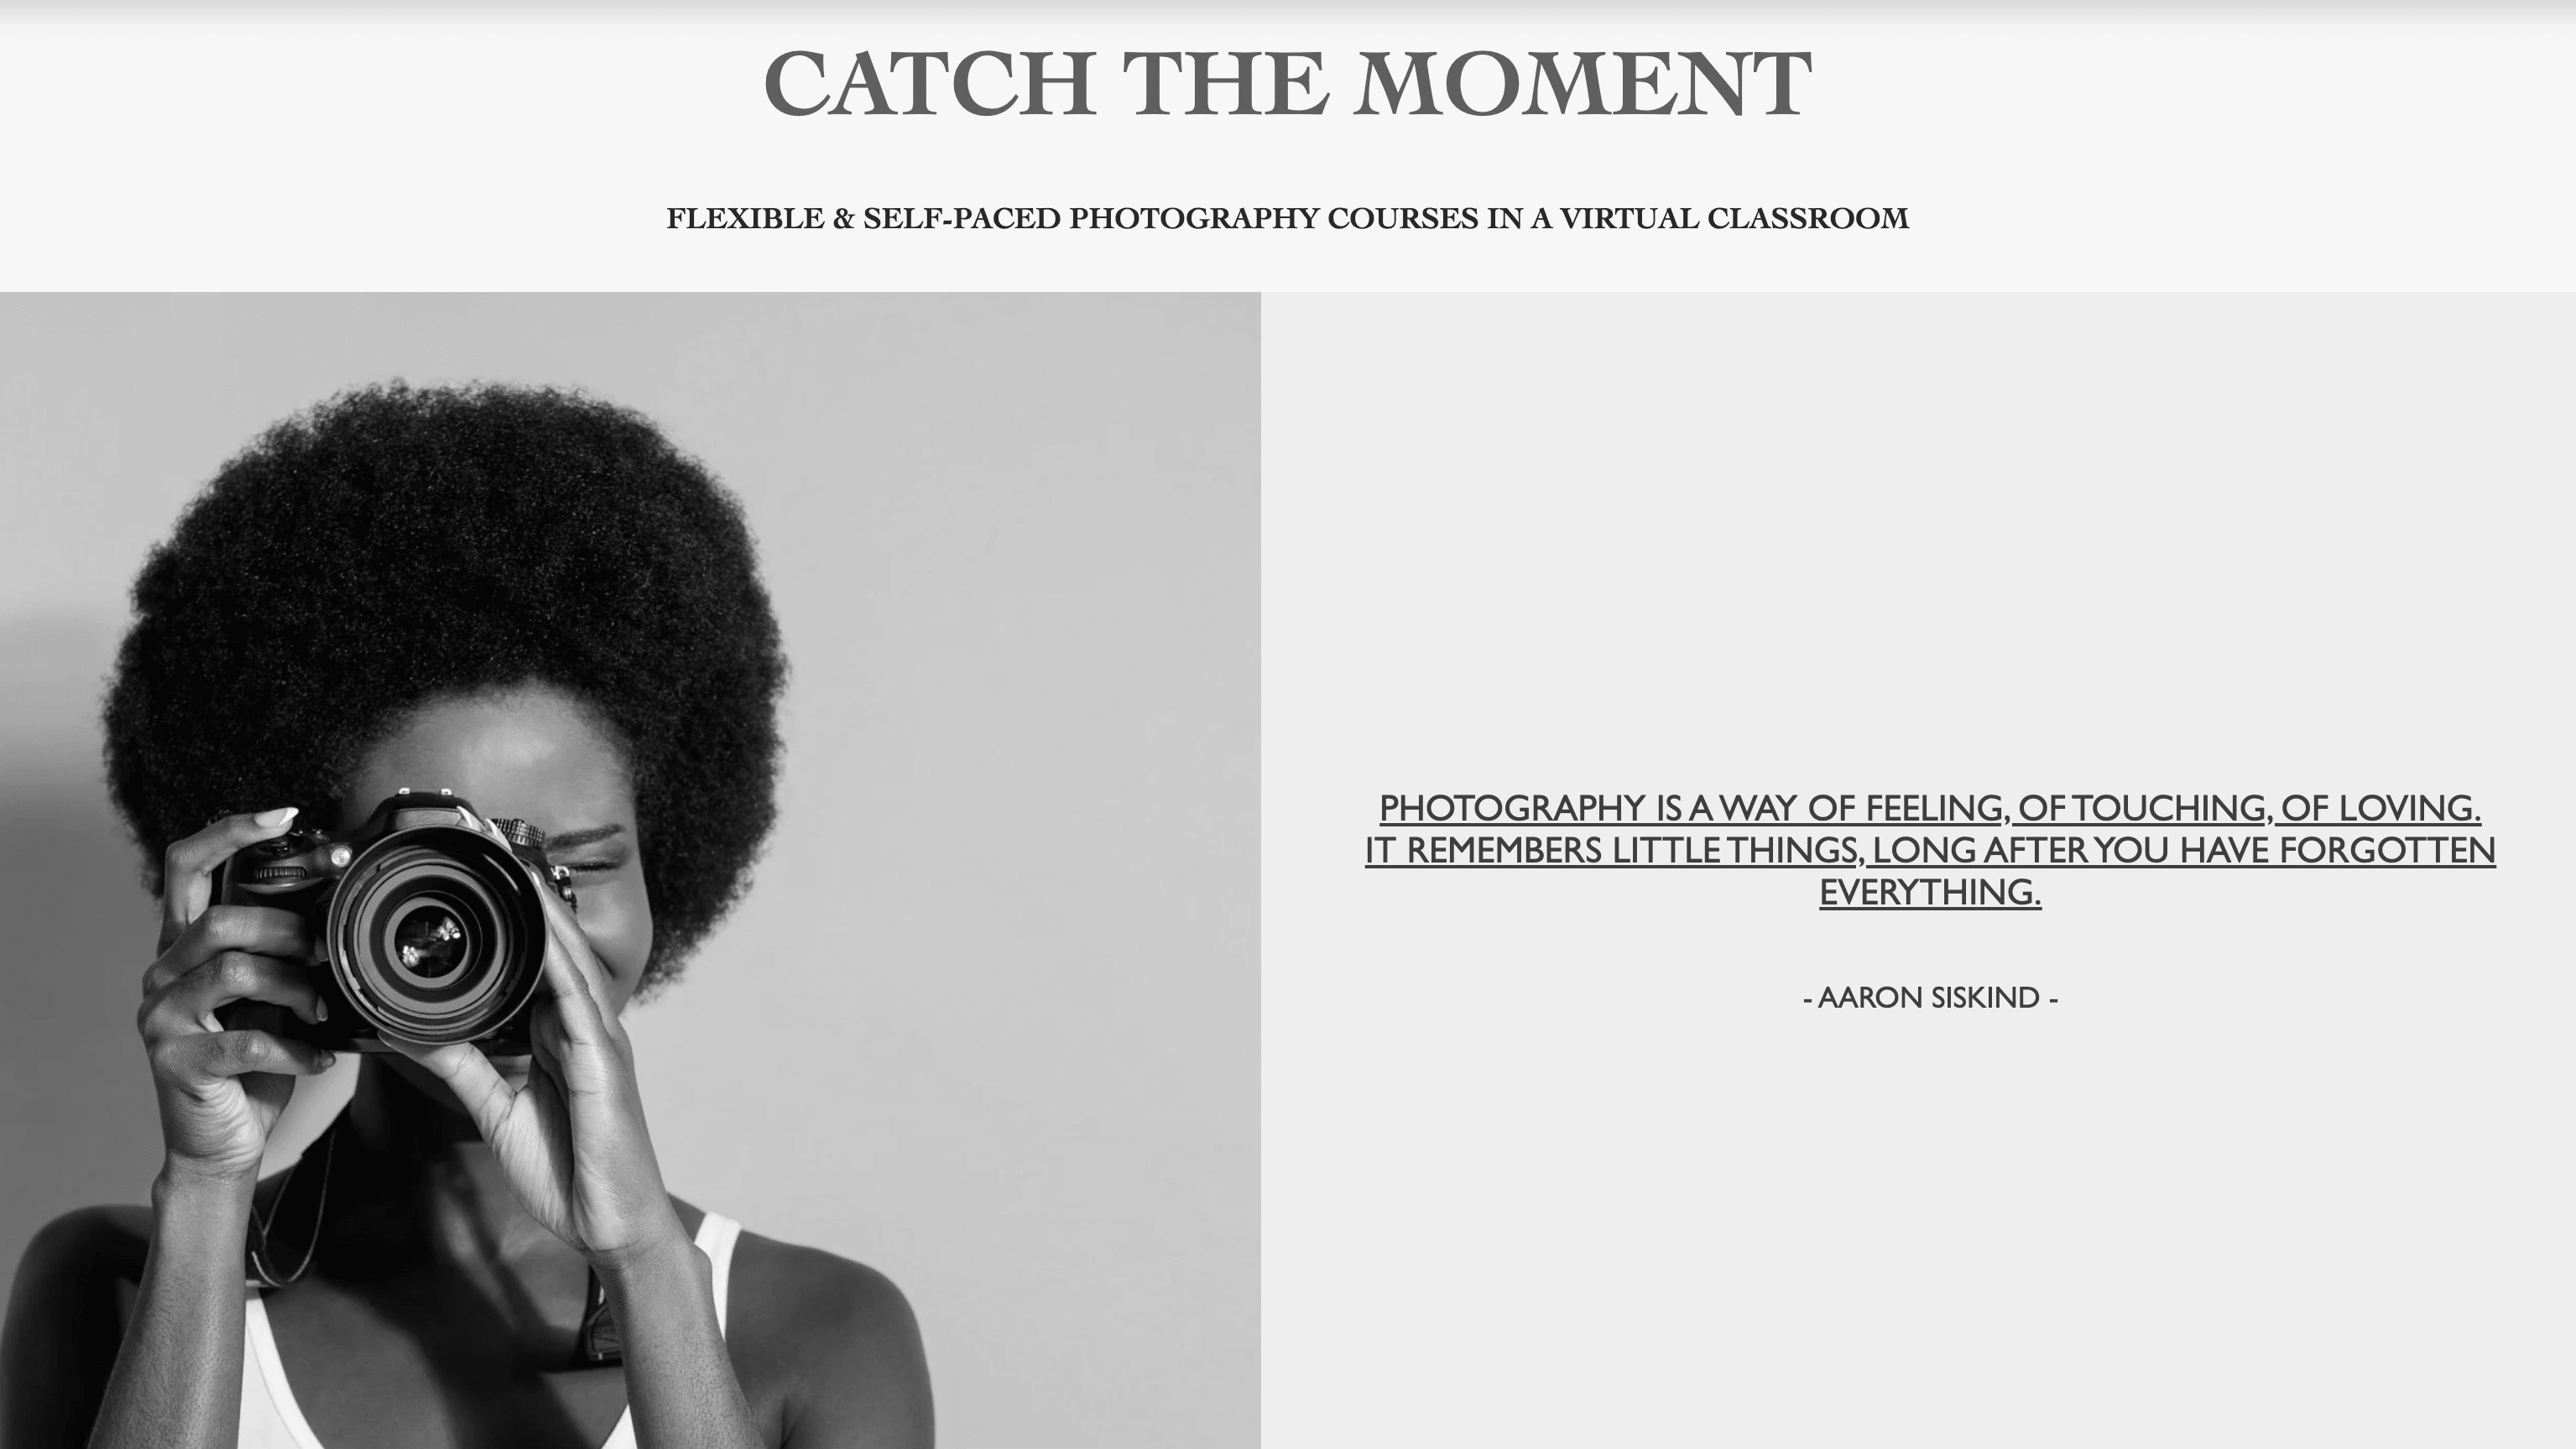 CATCH THE MOMENT
FLEXIBLE & SELF-PACED PHOTOGRAPHY COURSES IN A VIRTUAL CLASSROOM
PHOTOGRAPHY IS A WAY OF FEELING, OF TOUCHING, OF LOVING.
IT REMEMBERS LITTLE THINGS, LONG AFTER YOU HAVE FORGOTTEN
EVERYTHING.
- AARON SISKIND -